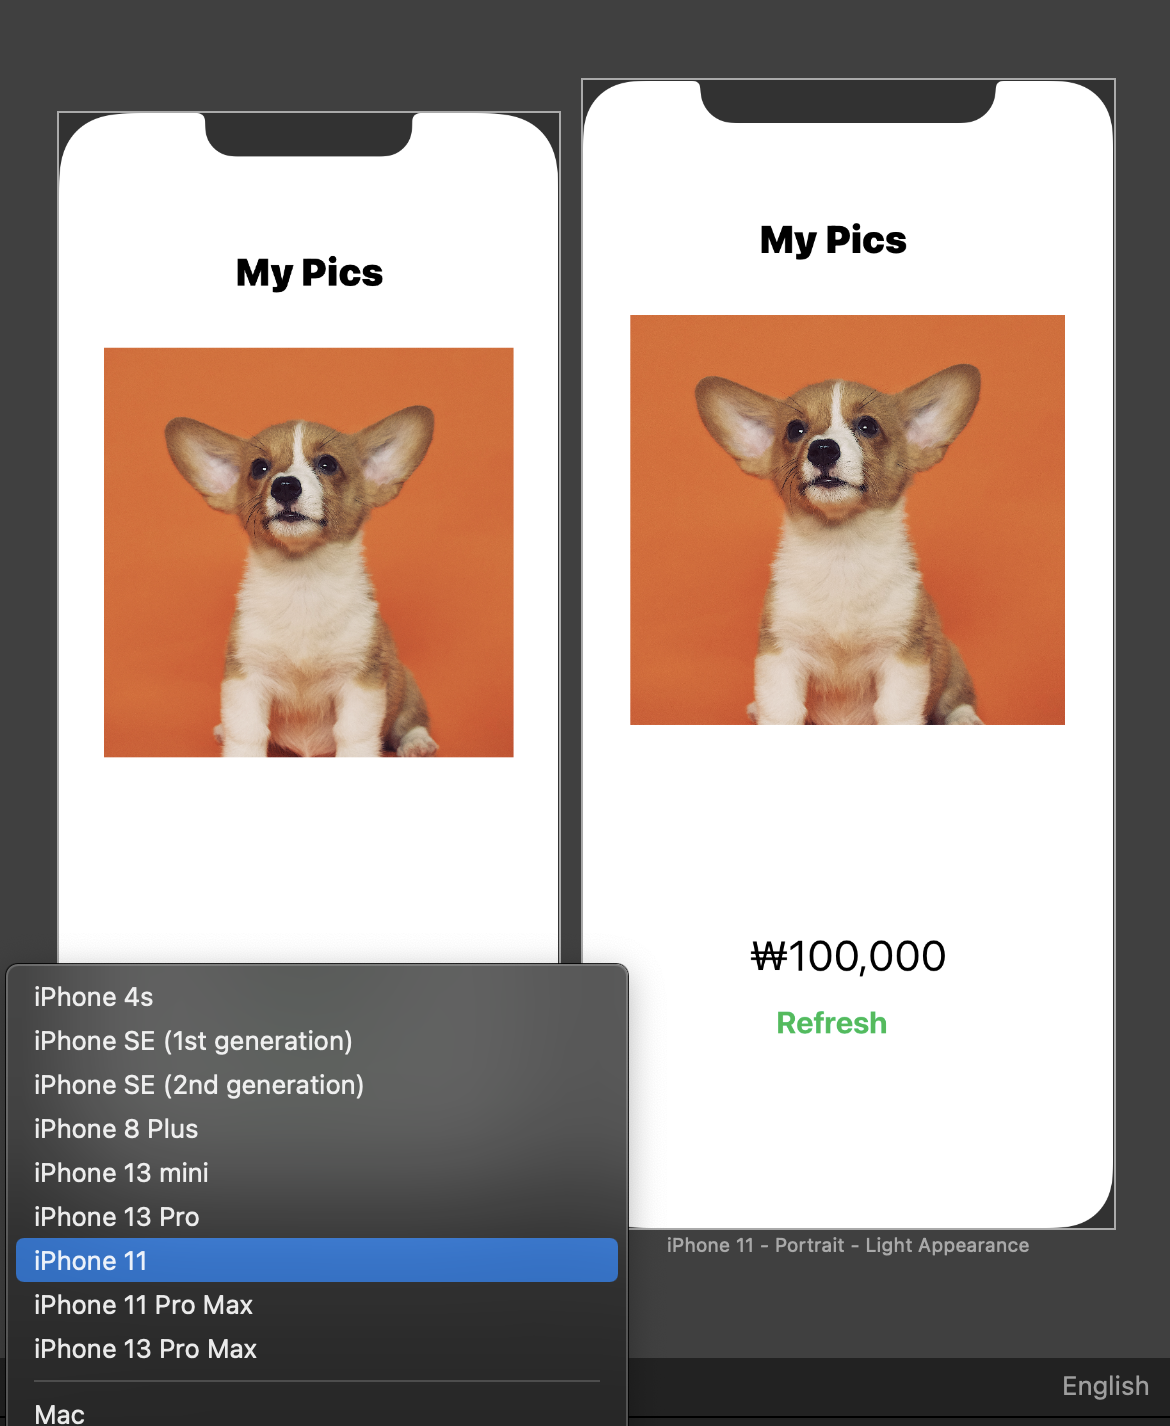 My Pics
My Pics
₩100,000
Refresh
iPhone 4s
iPhone SE (1st generation)
iPhone SE (2nd generation)
iPhone 8 Plus
iPhone 13 mini
iPhone 13 Pro
iPhone 11
iPhone 11 Pro Max
iPhone 13 Pro Max
Mac
iPhone 11 - Portrait - Light Appearance
English